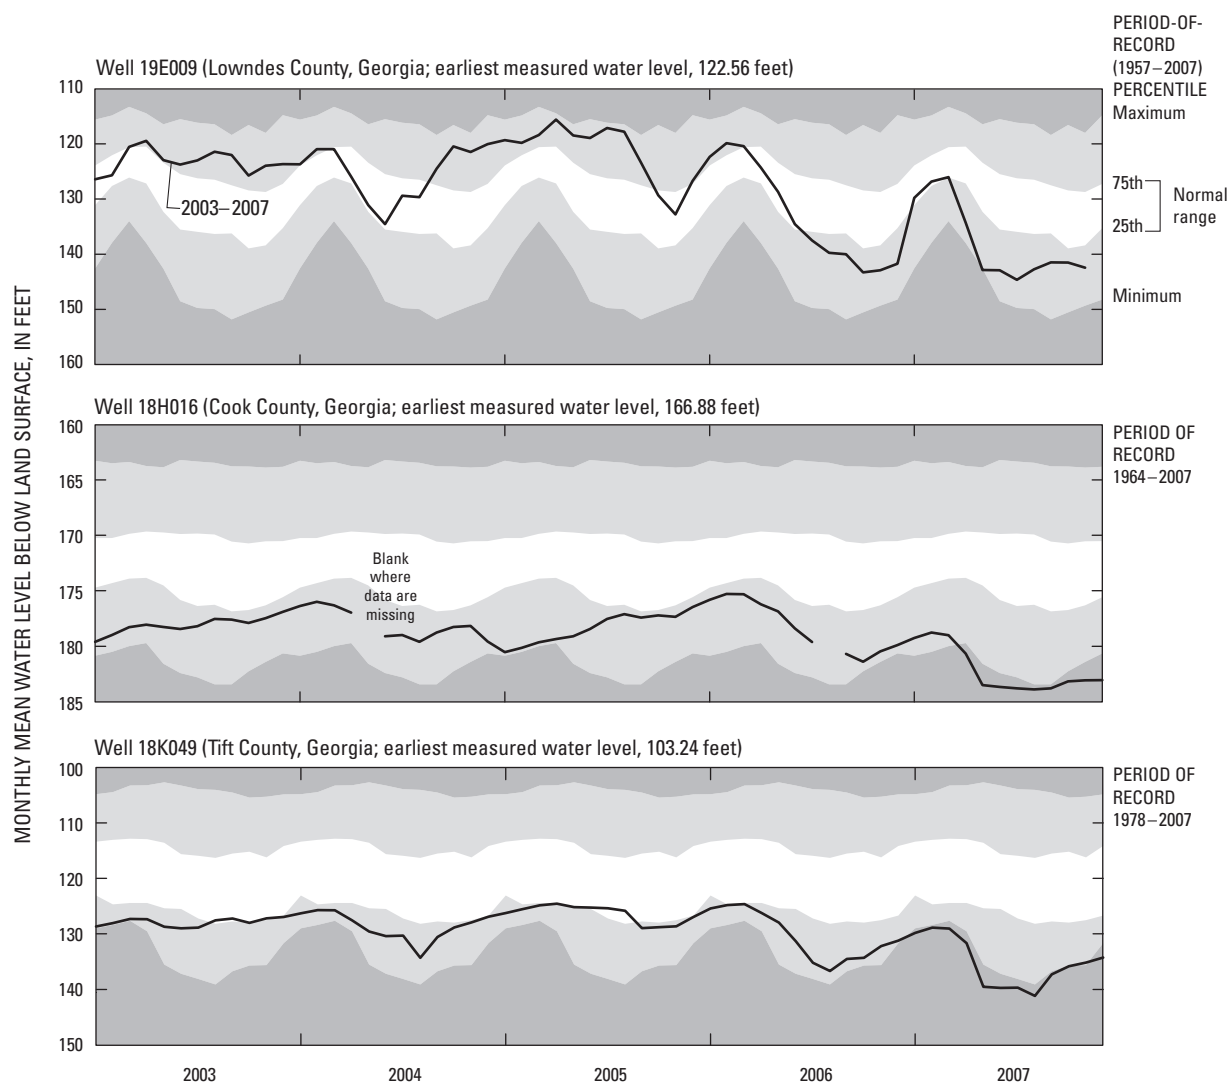 PERIOD-OF-
RECORD
(1957–2007)
PERCENTILE
Well 19E009 (Lowndes County, Georgia; earliest measured water level, 122.56 feet)
110
120
130
140
150
160
2003–2007
Maximum
75th
25th
Normal
range
Minimum
MONTHLY MEAN WATER LEVEL BELOW LAND SURFACE, IN FEET
Well 18H016 (Cook County, Georgia; earliest measured water level, 166.88 feet)
160
165
170
175
180
185
Blank
where
data are
missing
PERIOD OF
RECORD
1964–2007
Well 18K049 (Tift County, Georgia; earliest measured water level, 103.24 feet)
100
110
120
130
140
150
PERIOD OF
RECORD
1978–2007
2003 2004 2005 2006 2007